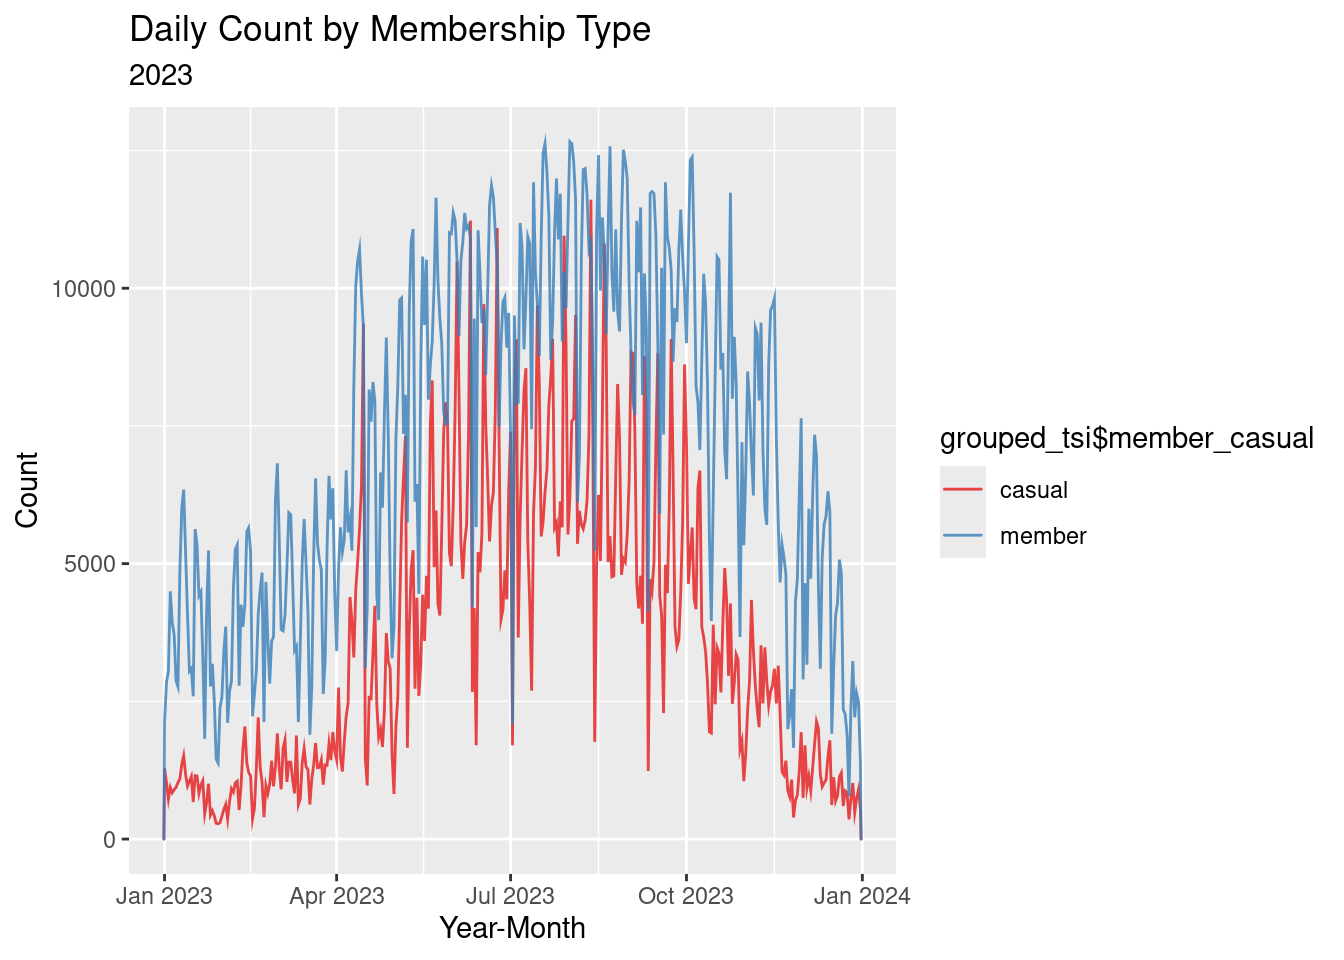 Daily Count by Membership Type
2023
Count
10000
5000
0
Jan 2023
Apr 2023
Jul 2023
Oct 2023
Jan 2024
Year-Month
grouped_tsi$member_casual
casual
member